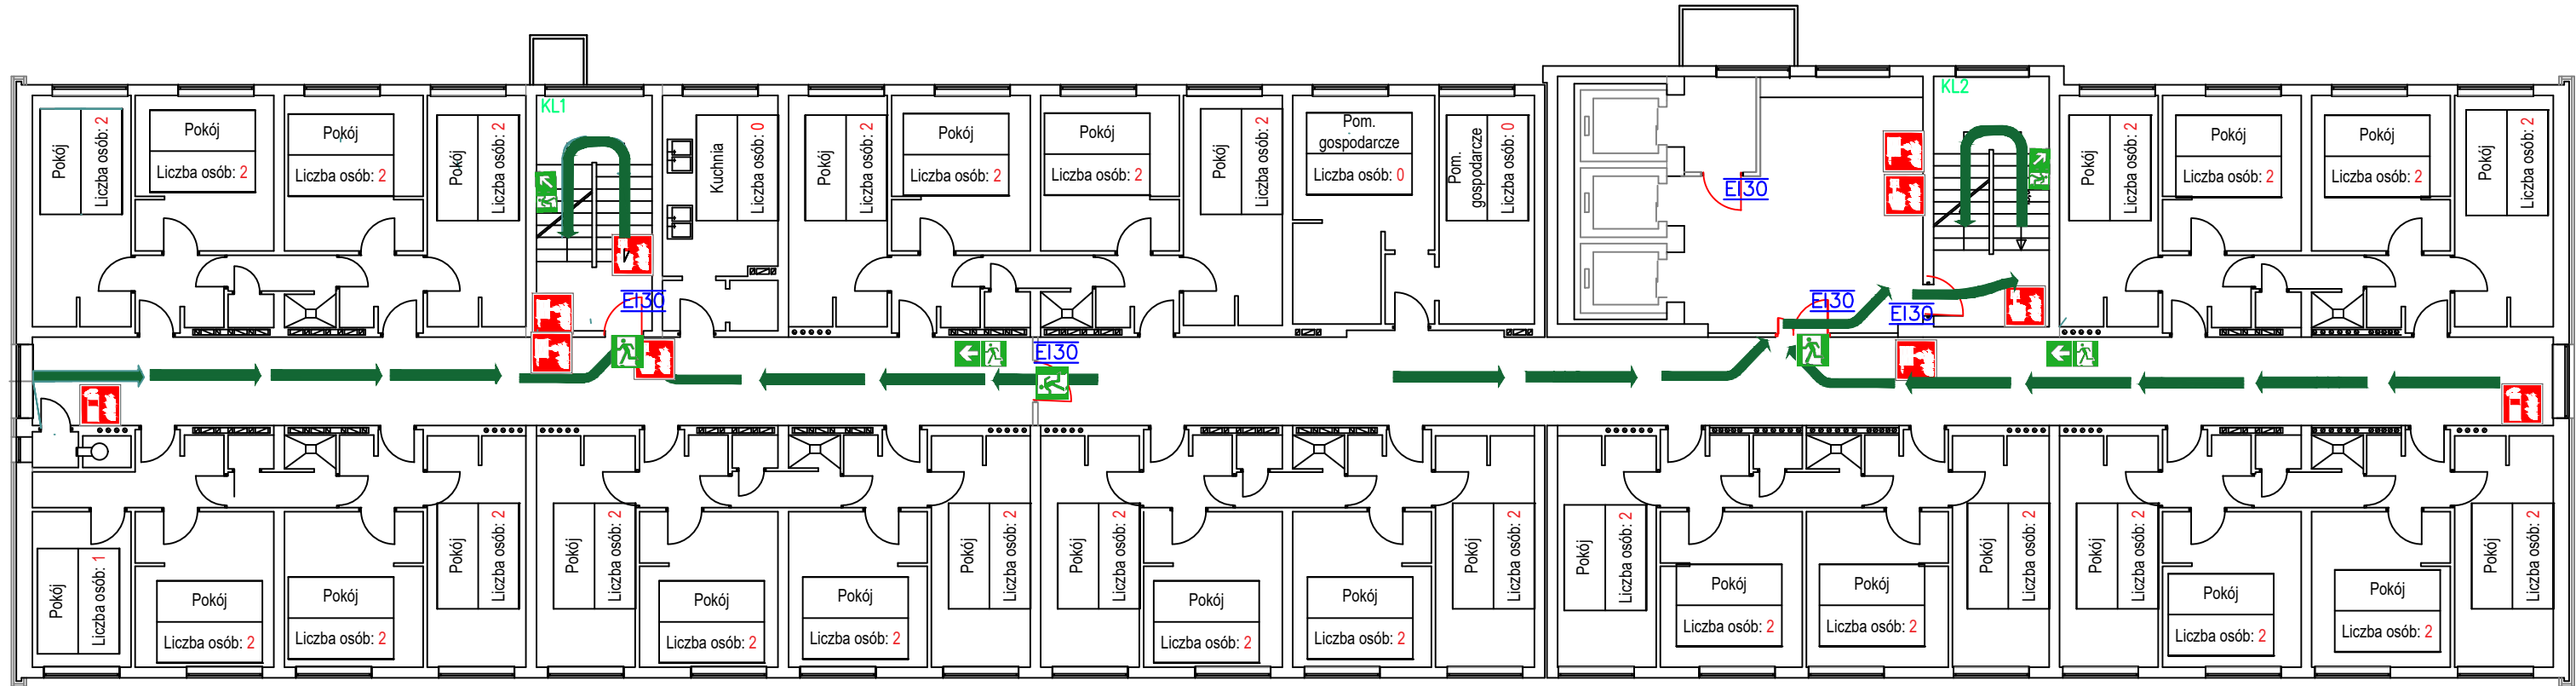 KL1
KL2
Pokój
Liczba osób: 2
Pokój
Liczba osób: 2
Pokój
Liczba osób: 2
Pokój
Liczba osób: 2
Kuchnia
Liczba osób: 0
Pokój
Liczba osób: 2
Pokój
Liczba osób: 2
Pokój
Liczba osób: 2
Pokój
Liczba osób: 2
Pom.
gospodarcze
Liczba osób: 0
Pom.
gospodarcze
Liczba osób: 0
EI30
Pokój
Liczba osób: 2
Pokój
Liczba osób: 2
Pokój
Liczba osób: 2
Pokój
Liczba osób: 2
EI30
EI30
EI30
EI30
Pokój
Liczba osób: 1
Pokój
Liczba osób: 2
Pokój
Liczba osób: 2
Pokój
Liczba osób: 2
Pokój
Liczba osób: 2
Pokój
Liczba osób: 2
Pokój
Liczba osób: 2
Pokój
Liczba osób: 2
Pokój
Liczba osób: 2
Pokój
Liczba osób: 2
Pokój
Liczba osób: 2
Pokój
Liczba osób: 2
Pokój
Liczba osób: 2
Pokój
Liczba osób: 2
Pokój
Liczba osób: 2
Pokój
Liczba osób: 2
Pokój
Liczba osób: 2
Pokój
Liczba osób: 2
Pokój
Liczba osób: 2
Pokój
Liczba osób: 2